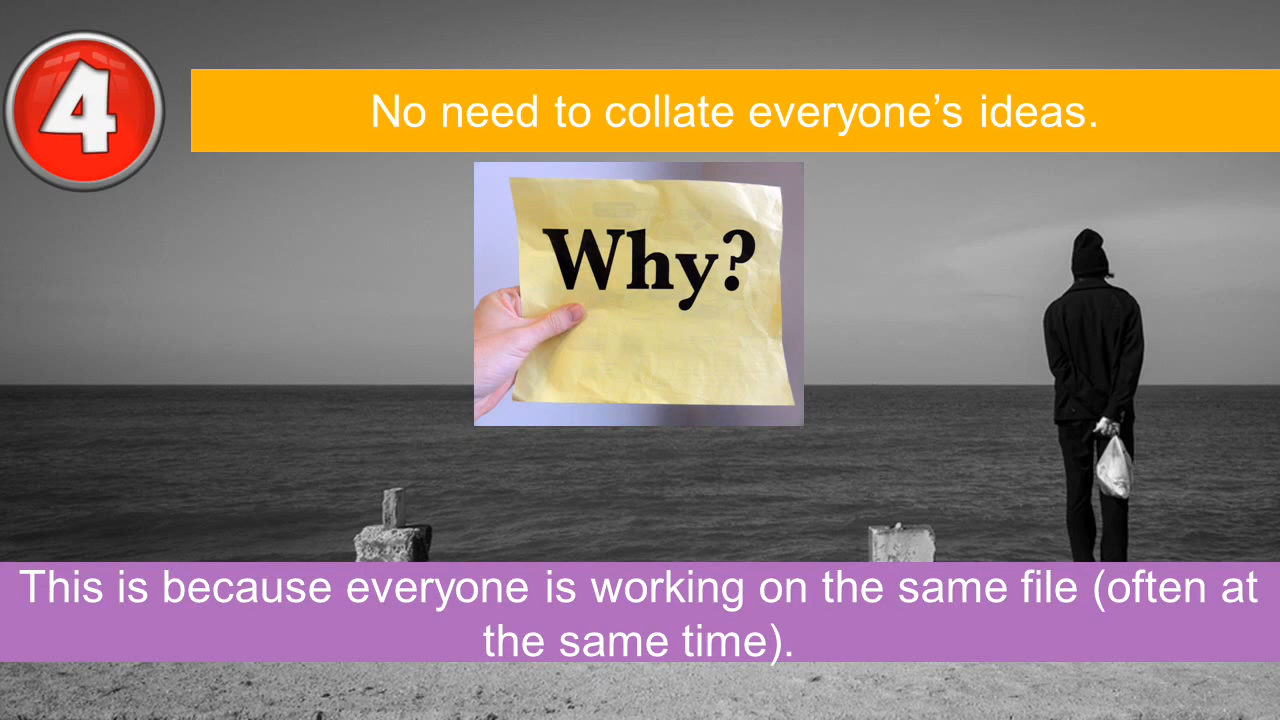 4
No need to collate everyone’s ideas.
Why?
This is because everyone is working on the same file (often at
the same time).